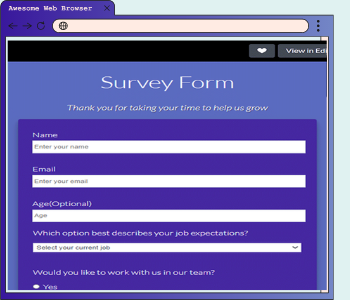 Awesome Web Browser
View in Edi
Survey Form
Thank you for taking your time to help us grow
Name
Enter your name
Email
Enter your email
Age(Optional)
Age
Which option best describes your job expectations?
Select your current job
Would you like to work with us in our team?
Yes